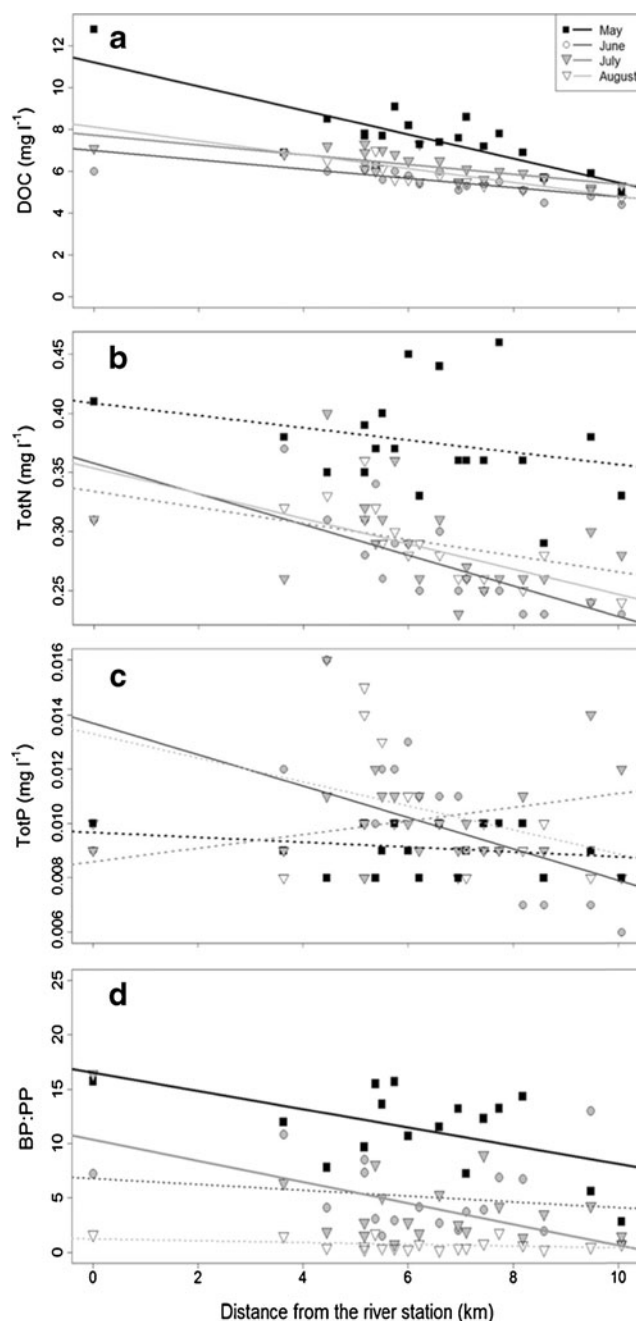 a
May
June
July
August
DOC (mg l⁻¹)
12
10
8
6
4
2
0
b
TotN (mg l⁻¹)
0.45
0.40
0.35
0.30
0.25
c
TotP (mg l⁻¹)
0.016
0.014
0.012
0.010
0.008
0.006
d
BP:PP
25
20
15
10
5
0
0
2
4
6
8
10
Distance from the river station (km)